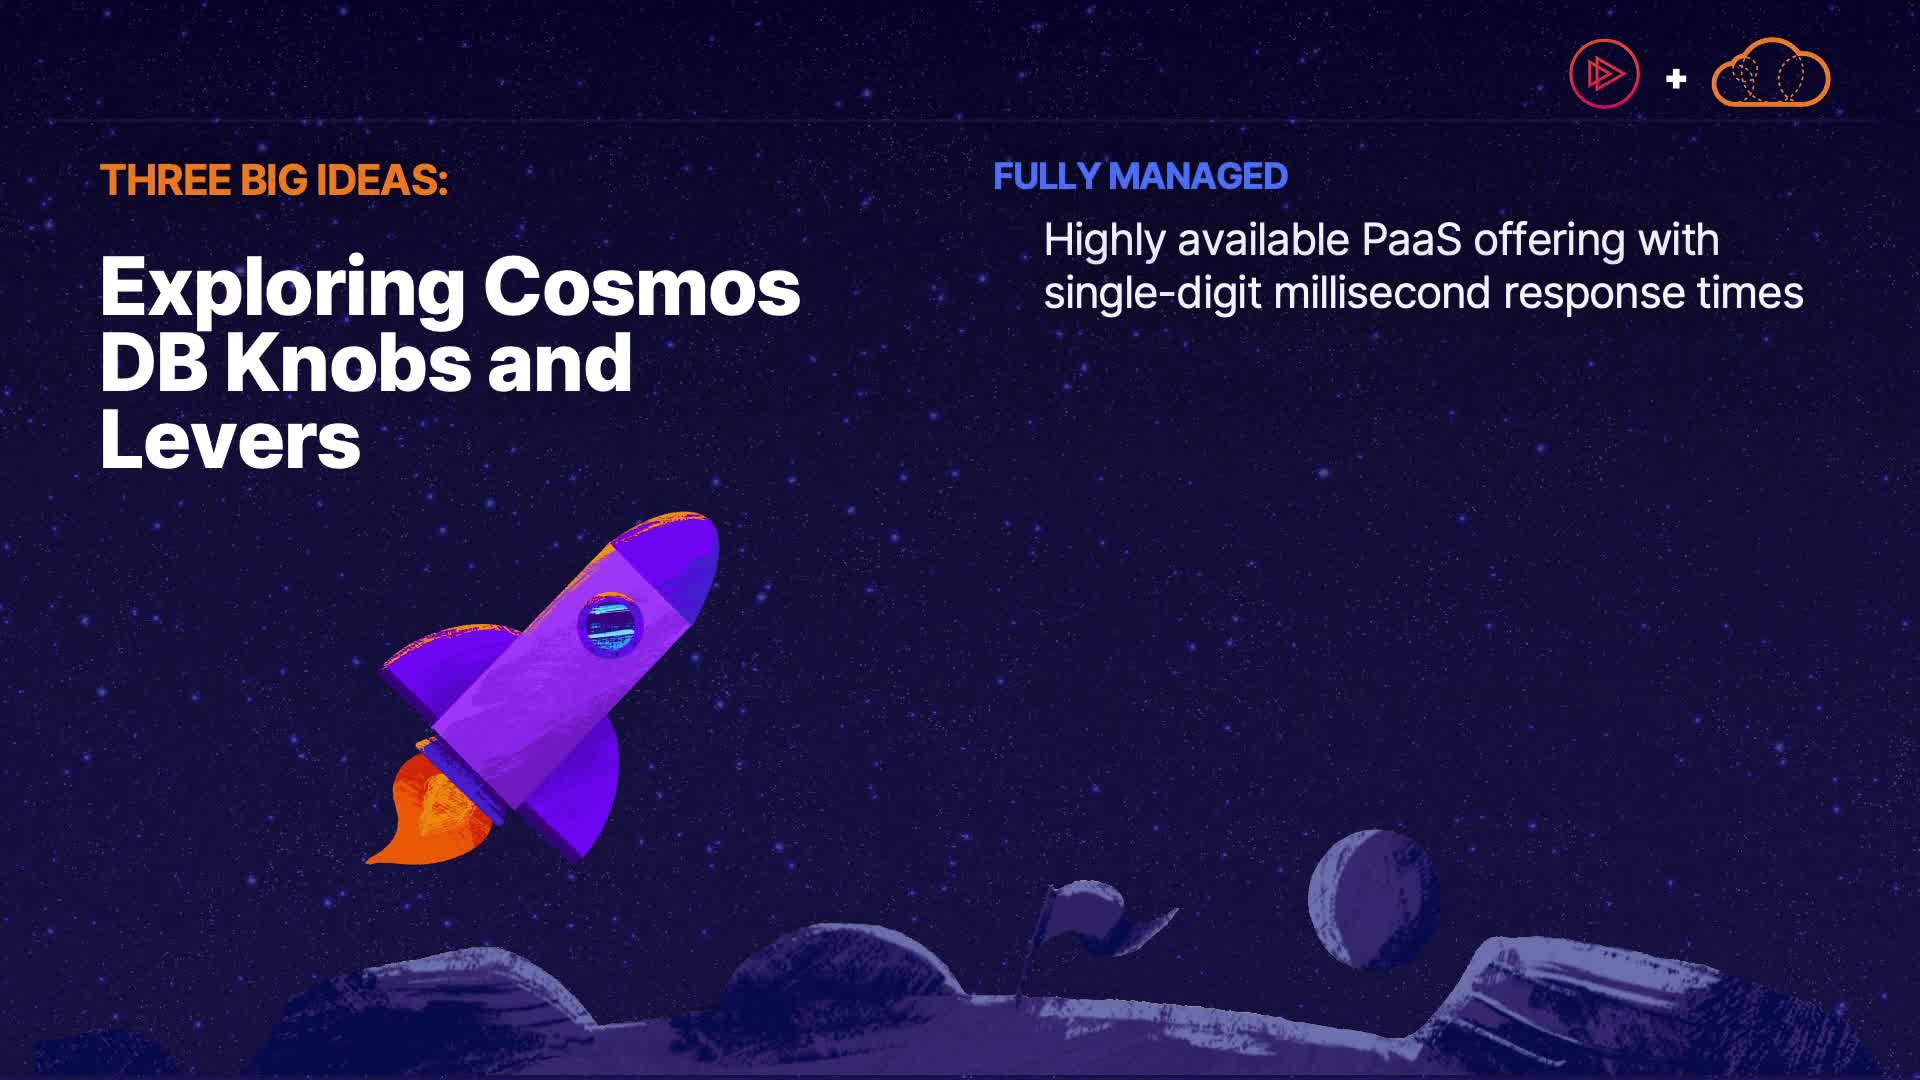 THREE BIG IDEAS:
Exploring Cosmos
DB Knobs and
Levers
FULLY MANAGED
Highly available PaaS offering with
single-digit millisecond response times